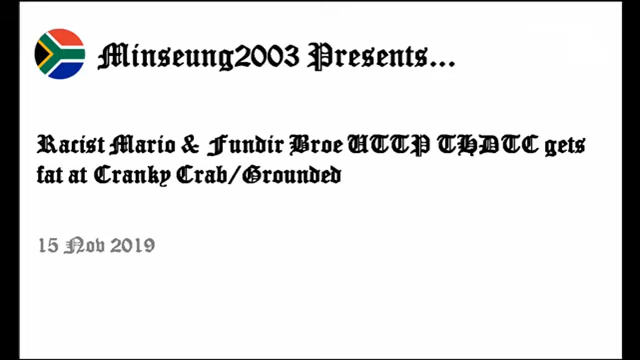 Minseung2003 Presents...
Racist Mario & Fundir Broe UTTP THDTC gets
fat at Cranky Crab/Grounded
15 Nov 2019